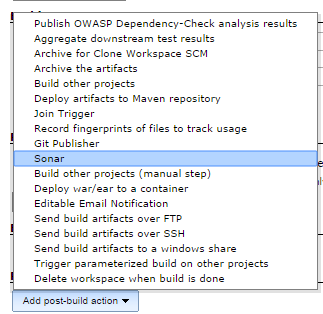 Publish OWASP Dependency-Check analysis results
Aggregate downstream test results
Archive for Clone Workspace SCM
Archive the artifacts
Build other projects
Deploy artifacts to Maven repository
Join Trigger
Record fingerprints of files to track usage
Git Publisher
Sonar
Build other projects (manual step)
Deploy war/ear to a container
Editable Email Notification
Send build artifacts over FTP
Send build artifacts over SSH
Send build artifacts to a windows share
Trigger parameterized build on other projects
Delete workspace when build is done
Add post-build action